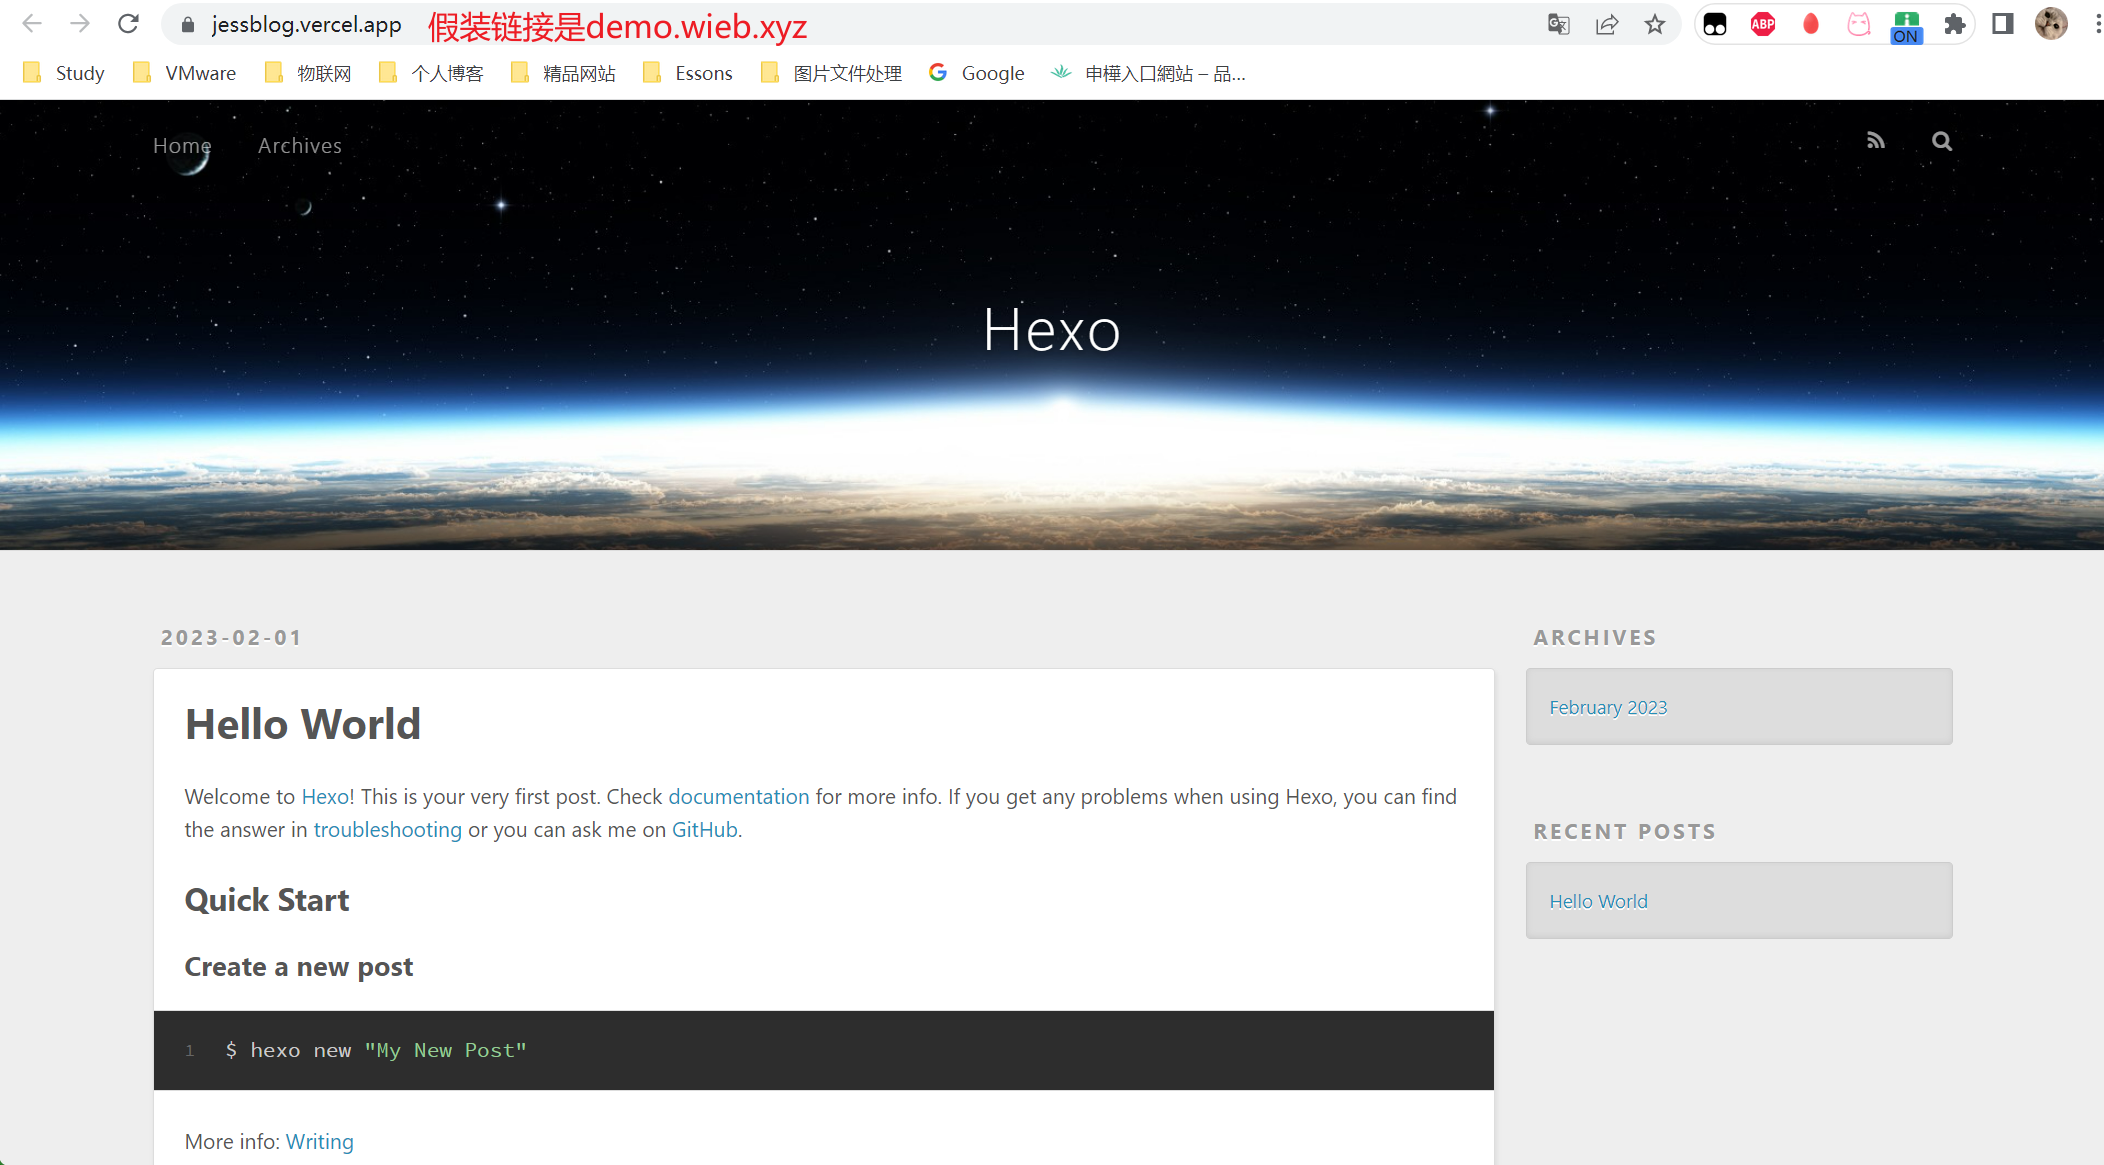 jessblog.vercel.app 假装链接是demo.wieb.xyz ABP ON
Study VMware 物联网 个人博客 精品网站 Essons 图片文件处理 Google 申樺入口網站 – 品...
Home Archives
Hexo
2023-02-01
Hello World
Welcome to Hexo! This is your very first post. Check documentation for more info. If you get any problems when using Hexo, you can find
the answer in troubleshooting or you can ask me on GitHub.
Quick Start
Create a new post
1 $ hexo new "My New Post"
More info: Writing
ARCHIVES
February 2023
RECENT POSTS
Hello World